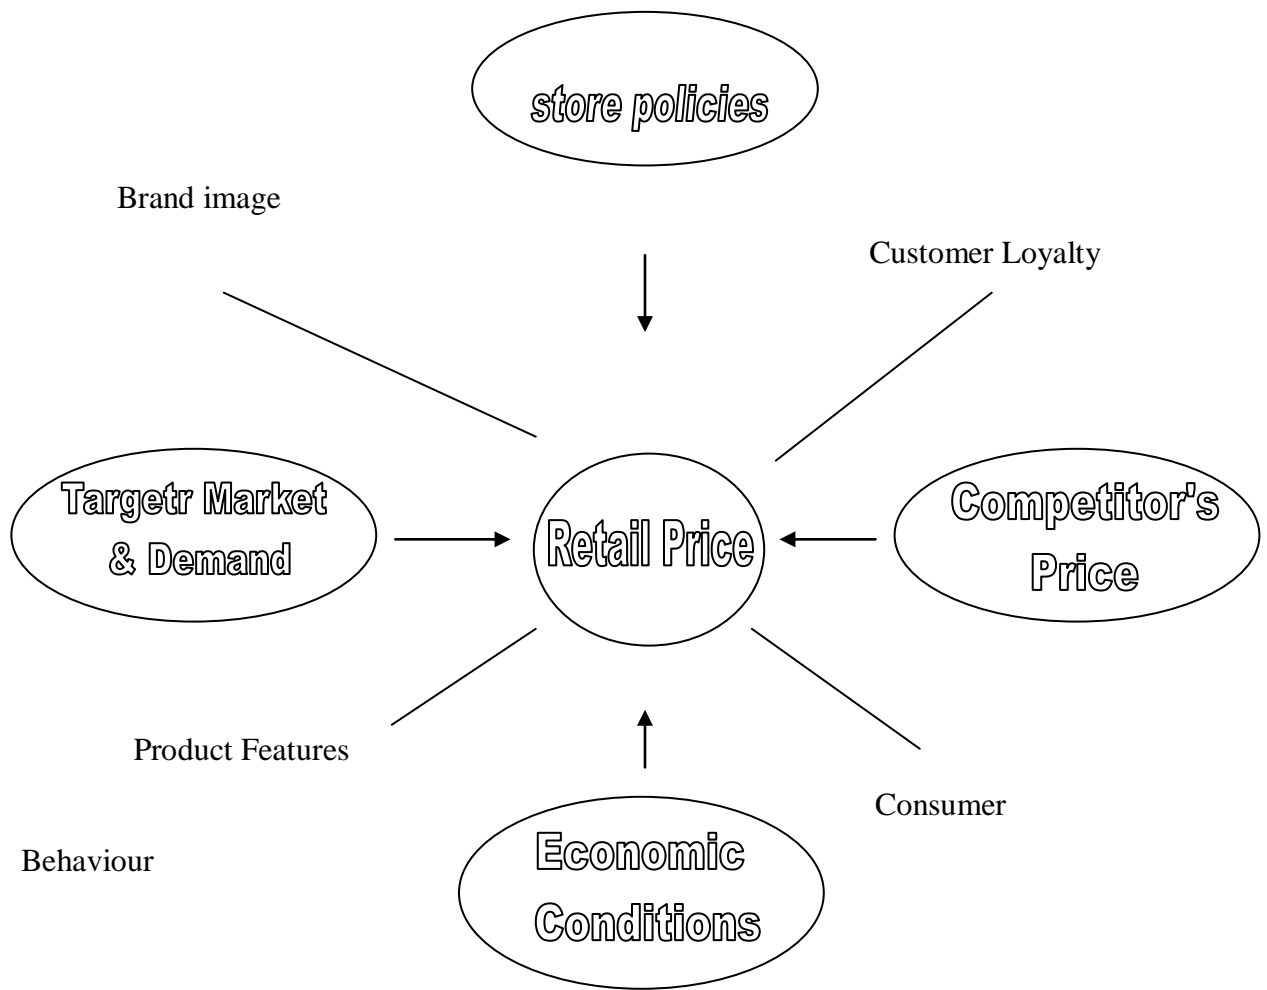 store policies
Brand image
Customer Loyalty
Targetr Market
& Demand
Retail Price
Competitor's
Price
Product Features
Consumer
Behaviour
Economic
Conditions